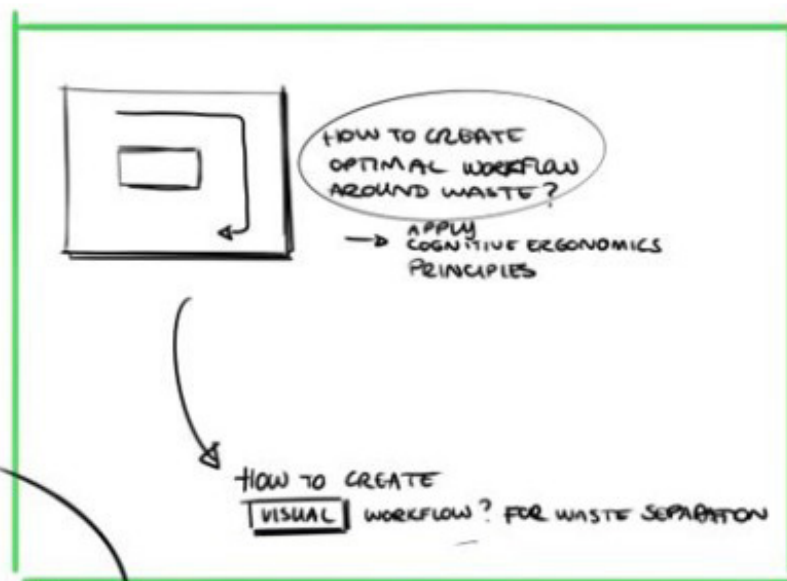 HOW TO CREATE
OPTIMAL WORKFLOW
AROUND WASTE?
APPLY
COGNITIVE ERGONOMICS
PRINCIPLES
HOW TO CREATE
VISUAL WORKFLOW? FOR WASTE SEPARATION